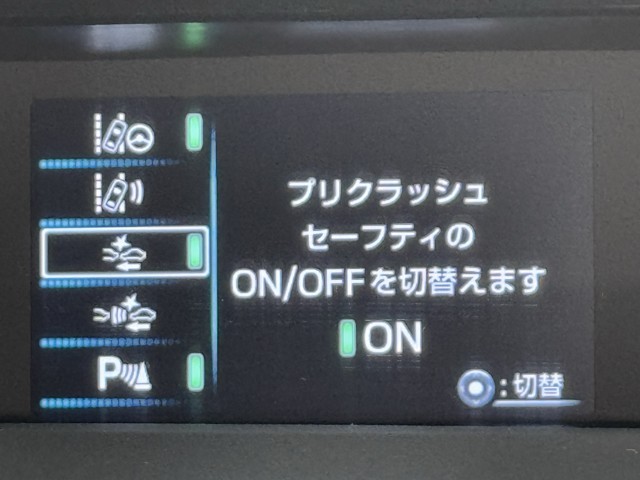 プリクラッシュ
セーフティの
ON/OFFを切替えます
ON
P
:切替